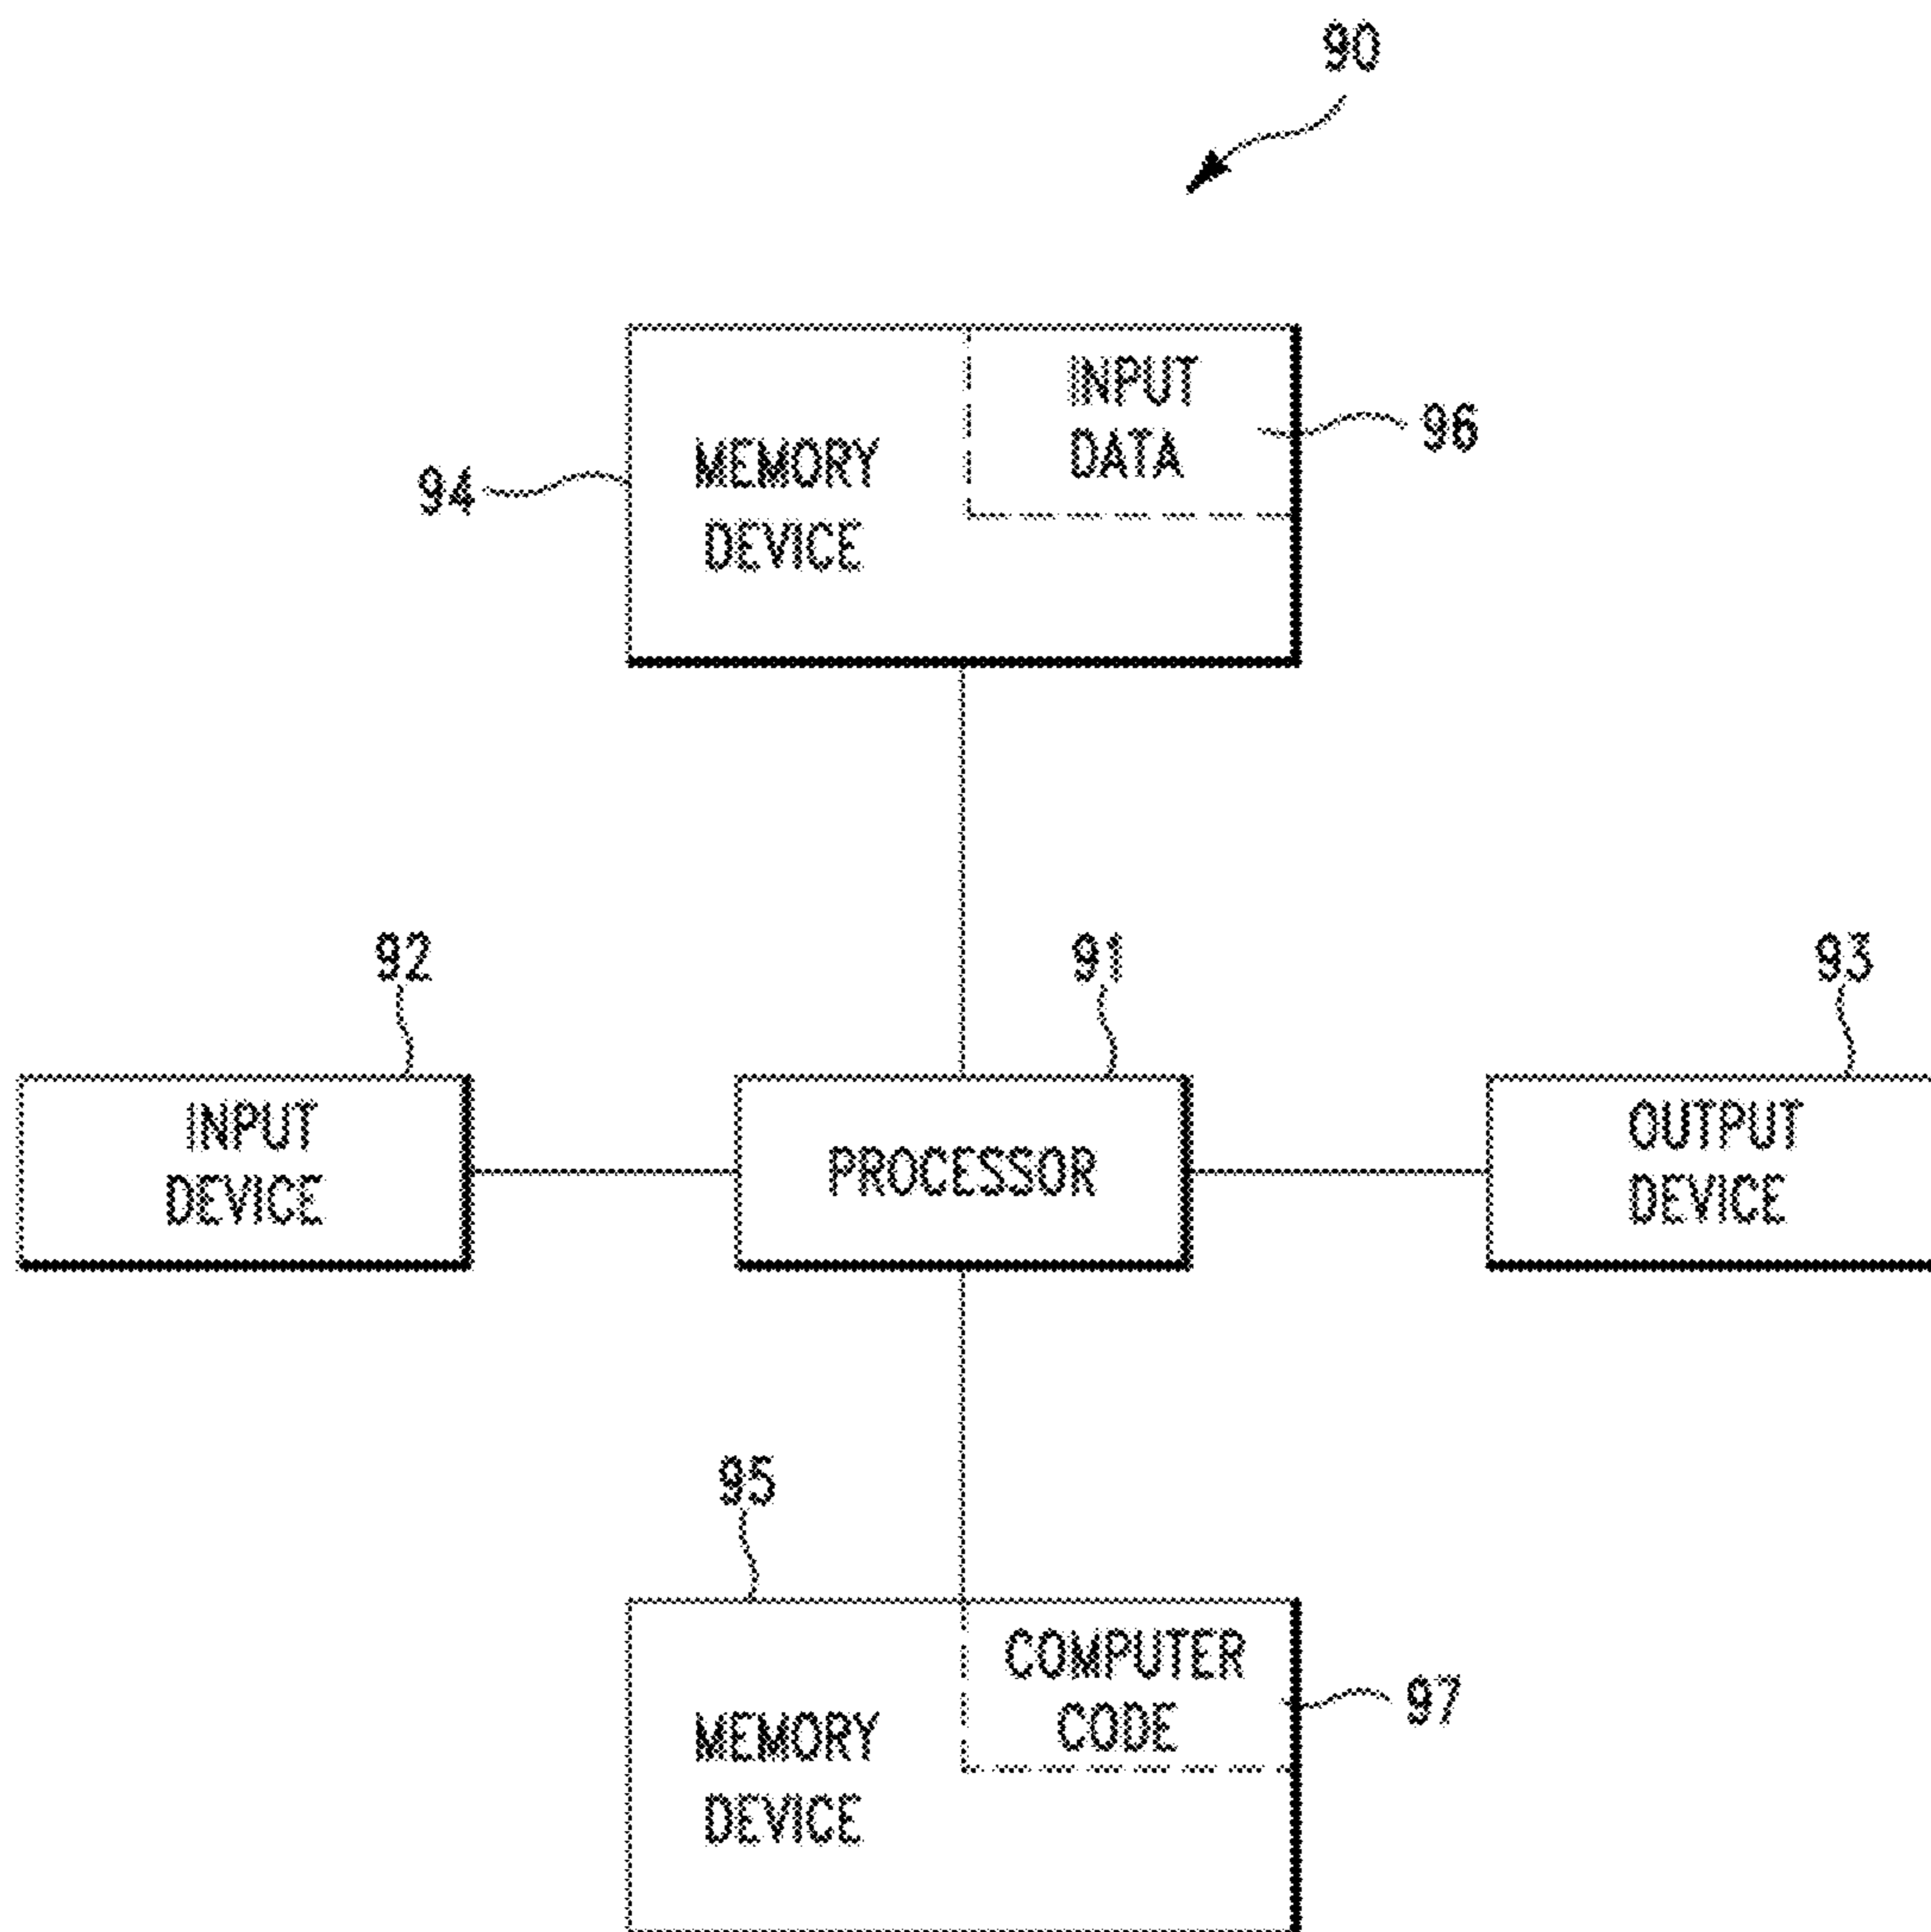 90
INPUT
DATA
96
94
MEMORY
DEVICE
92
91
93
INPUT
DEVICE
PROCESSOR
OUTPUT
DEVICE
95
COMPUTER
CODE
97
MEMORY
DEVICE